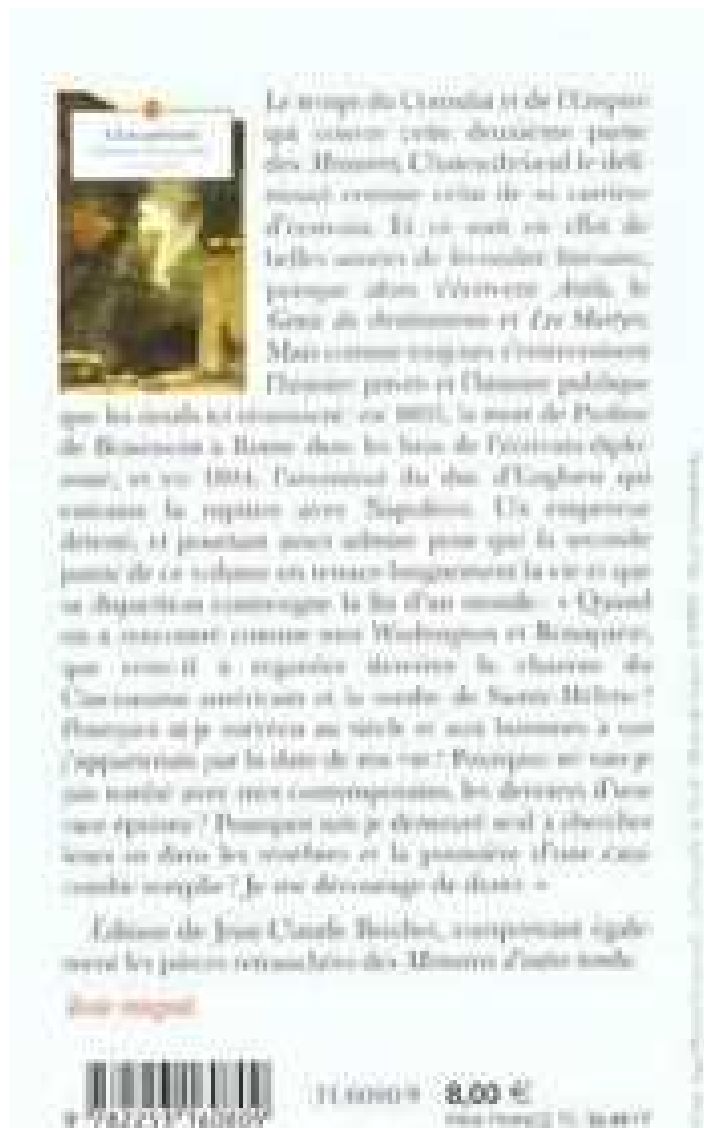 Le temps du Consulat et de l'Empire
qui couvre cette deuxième partie
des Mémoires, Chateaubriand le défi-
nissait comme celui de sa carrière
d'écrivain. Et ce sont en effet de
belles années de fécondité littéraire,
puisque alors s'écrivent Atala, le
Génie du christianisme et Les Martyrs.
Mais comme toujours s'entremêlent
l'histoire privée et l'histoire publique
que les deuils ici réunissent : en 1803, la mort de Pauline
de Beaumont à Rome dans les bras de l'écrivain diplo-
mate, et en 1804, l'assassinat du duc d'Enghien qui
entraîne la rupture avec Napoléon. Un empereur
détesté, et pourtant assez admiré pour que la seconde
partie de ce volume en retrace longuement la vie et que
sa disparition contresigne la fin d'un monde : « Quand
on a rencontré comme moi Washington et Bonaparte,
que reste-t-il à regarder derrière la charrue du
Cincinnatus américain et la tombe de Sainte-Hélène ?
Pourquoi ai-je survécu au siècle et aux hommes à qui
j'appartenais par la date de ma vie ? Pourquoi ne suis-je
pas tombé avec mes contemporains, les derniers d'une
race épuisée ? Pourquoi suis-je demeuré seul à chercher
leurs os dans les ténèbres et la poussière d'une cata-
combe remplie ? Je me décourage de durer. »
Édition de Jean-Claude Berchet, comportant égale-
ment les pièces retranchées des Mémoires d'outre-tombe.
Texte intégral
8,00 €
9 782253 160809